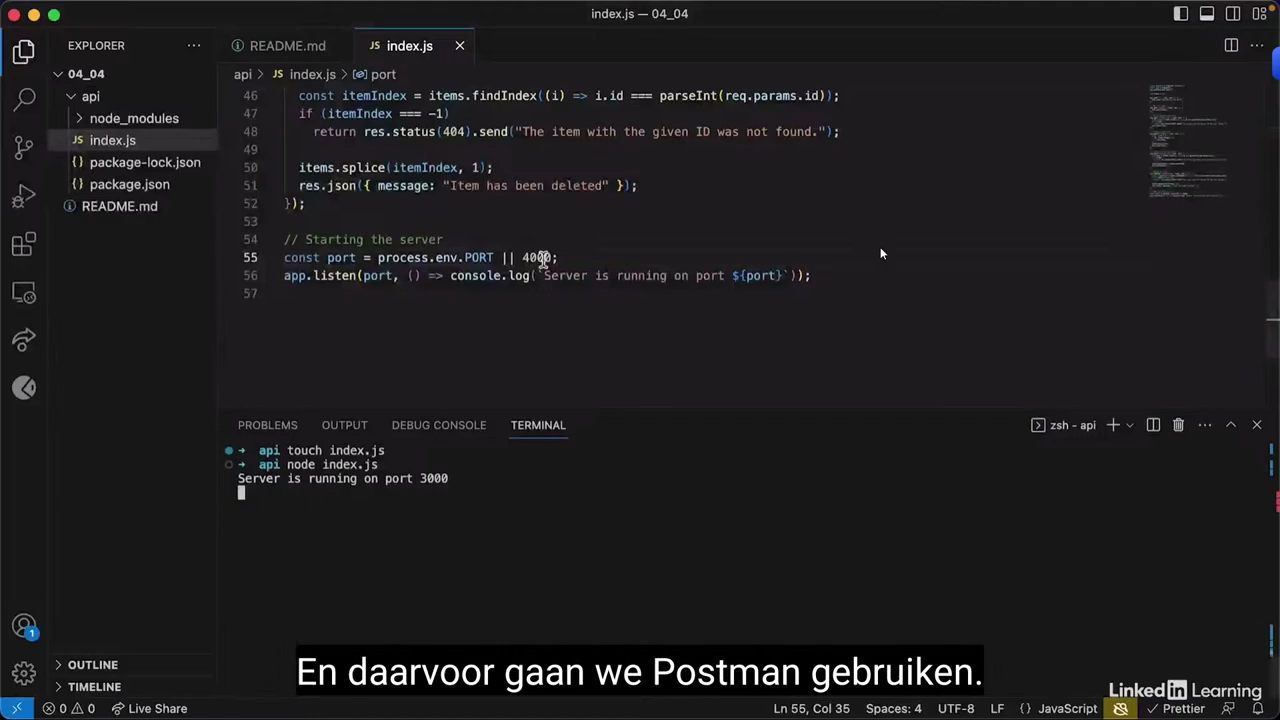 index.js — 04_04
EXPLORER
04_04
api
node_modules
index.js
package-lock.json
package.json
README.md
OUTLINE
TIMELINE
README.md
JS index.js
api > JS index.js > port
46 const itemIndex = items.findIndex((i) => i.id === parseInt(req.params.id));
47 if (itemIndex === -1)
48 return res.status(404).send("The item with the given ID was not found.");
49
50 items.splice(itemIndex, 1);
51 res.json({ message: "Item has been deleted" });
52 });
53
54 // Starting the server
55 const port = process.env.PORT || 4000;
56 app.listen(port, () => console.log(`Server is running on port ${port}`));
57
PROBLEMS OUTPUT DEBUG CONSOLE TERMINAL
zsh - api
api touch index.js
api node index.js
Server is running on port 3000
En daarvoor gaan we Postman gebruiken.
LinkedIn Learning
1
0 0 Live Share
Ln 55, Col 35 Spaces: 4 UTF-8 LF {} JavaScript Prettier